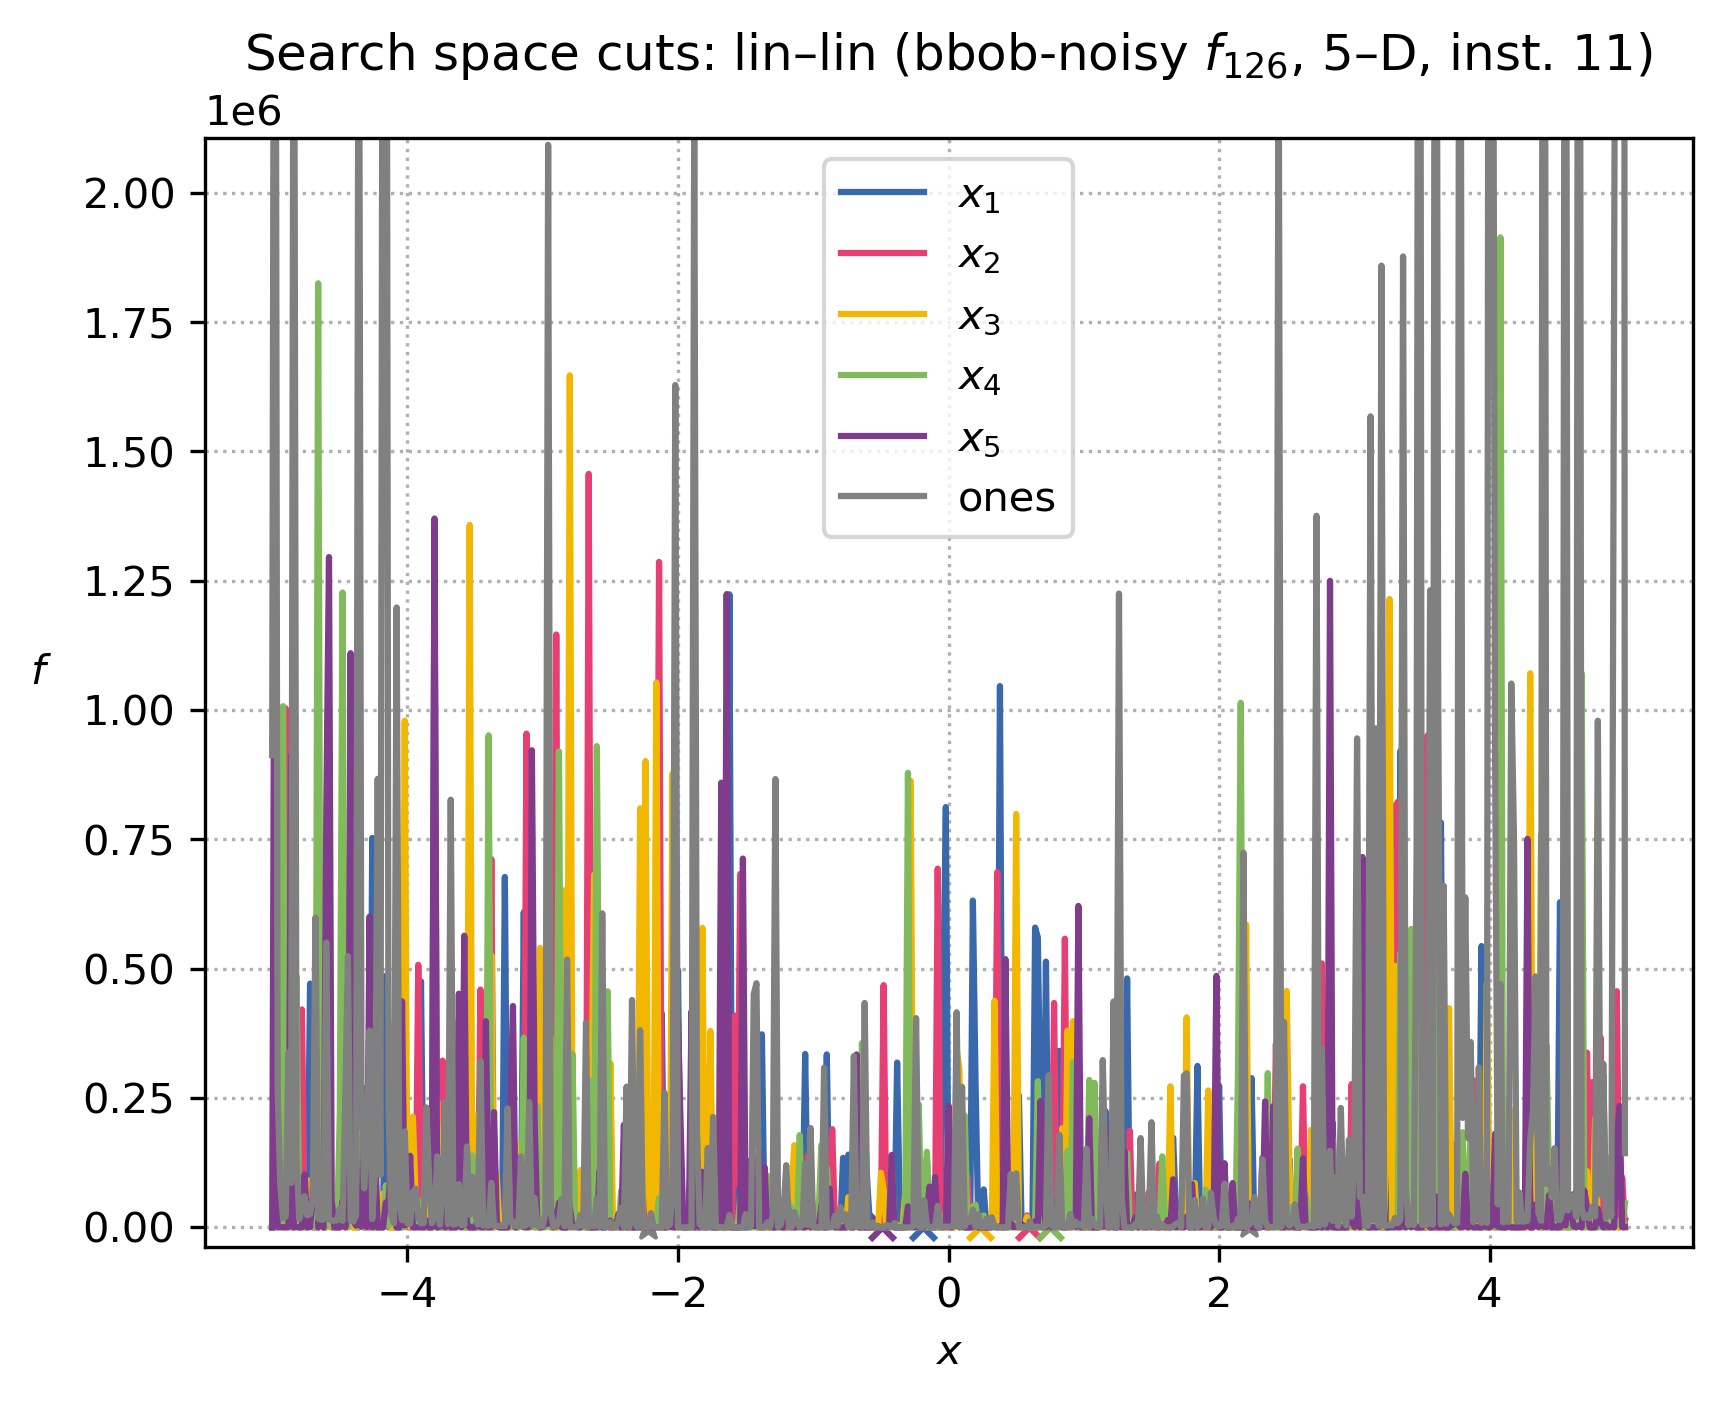 Search space cuts: lin–lin (bbob-noisy f126, 5–D, inst. 11)
1e6
2.00
1.75
1.50
1.25
1.00
0.75
0.50
0.25
0.00
f
x1
x2
x3
x4
x5
ones
−4 −2 0 2 4
x